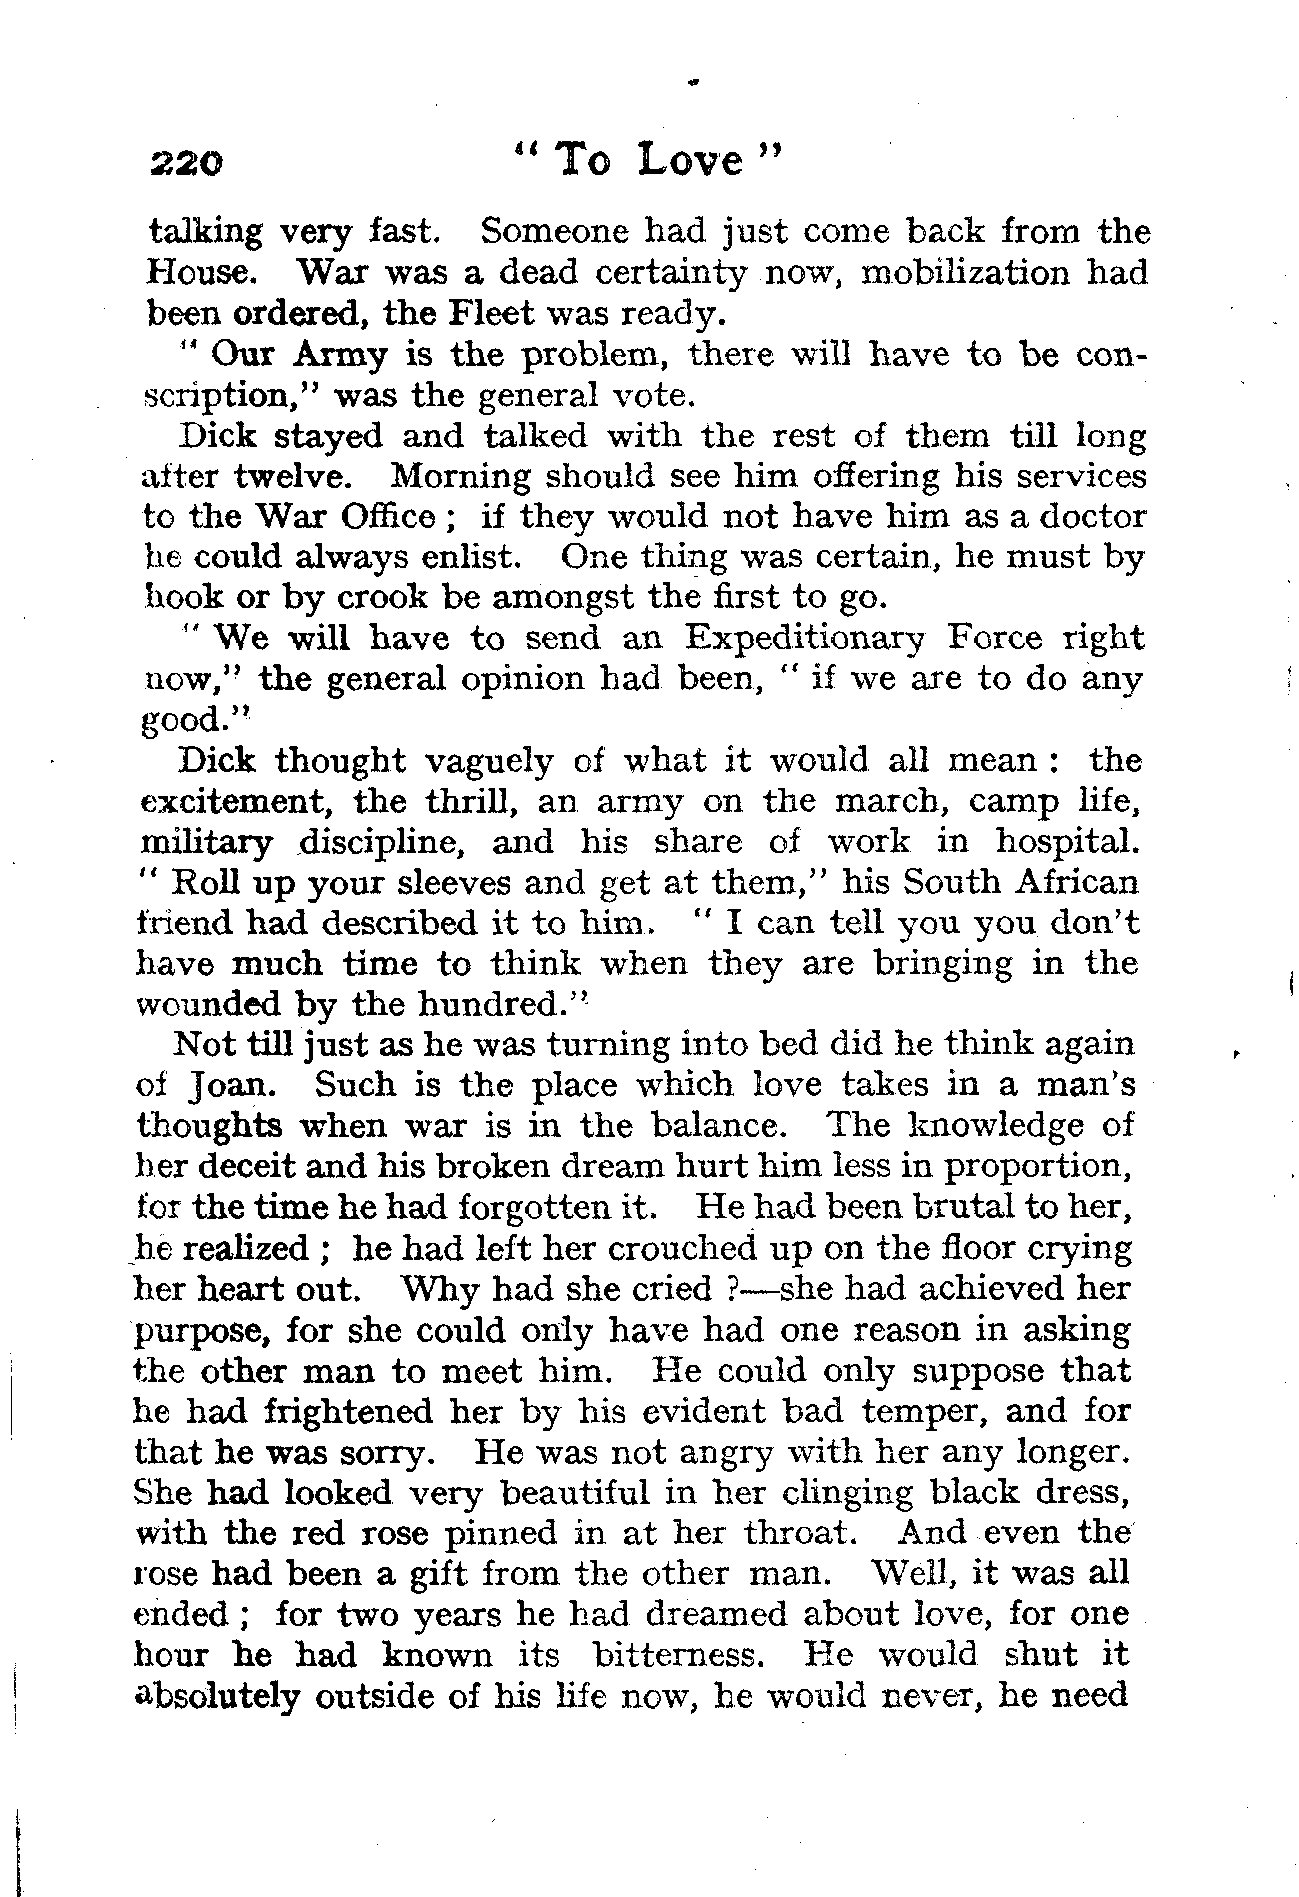 220 " To Love "
talking very fast. Someone had just come back from the
House. War was a dead certainty now, mobilization had
been ordered, the Fleet was ready.
" Our Army is the problem, there will have to be con-
scription," was the general vote.
Dick stayed and talked with the rest of them till long
after twelve. Morning should see him offering his services
to the War Office ; if they would not have him as a doctor
he could always enlist. One thing was certain, he must by
hook or by crook be amongst the first to go.
" We will have to send an Expeditionary Force right
now," the general opinion had been, " if we are to do any
good."
Dick thought vaguely of what it would all mean : the
excitement, the thrill, an army on the march, camp life,
military discipline, and his share of work in hospital.
" Roll up your sleeves and get at them," his South African
friend had described it to him. " I can tell you you don't
have much time to think when they are bringing in the
wounded by the hundred."
Not till just as he was turning into bed did he think again
of Joan. Such is the place which love takes in a man's
thoughts when war is in the balance. The knowledge of
her deceit and his broken dream hurt him less in proportion,
for the time he had forgotten it. He had been brutal to her,
he realized ; he had left her crouched up on the floor crying
her heart out. Why had she cried ?—she had achieved her
purpose, for she could only have had one reason in asking
the other man to meet him. He could only suppose that
he had frightened her by his evident bad temper, and for
that he was sorry. He was not angry with her any longer.
She had looked very beautiful in her clinging black dress,
with the red rose pinned in at her throat. And even the
rose had been a gift from the other man. Well, it was all
ended ; for two years he had dreamed about love, for one
hour he had known its bitterness. He would shut it
absolutely outside of his life now, he would never, he need